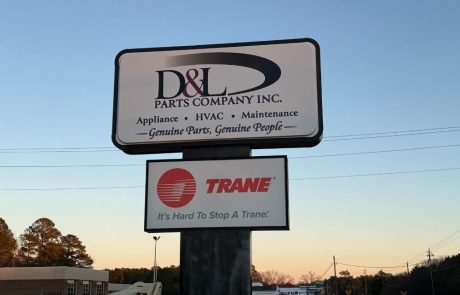 D&L
PARTS COMPANY INC.
Appliance • HVAC • Maintenance
Genuine Parts, Genuine People
TRANE®
It's Hard To Stop A Trane.